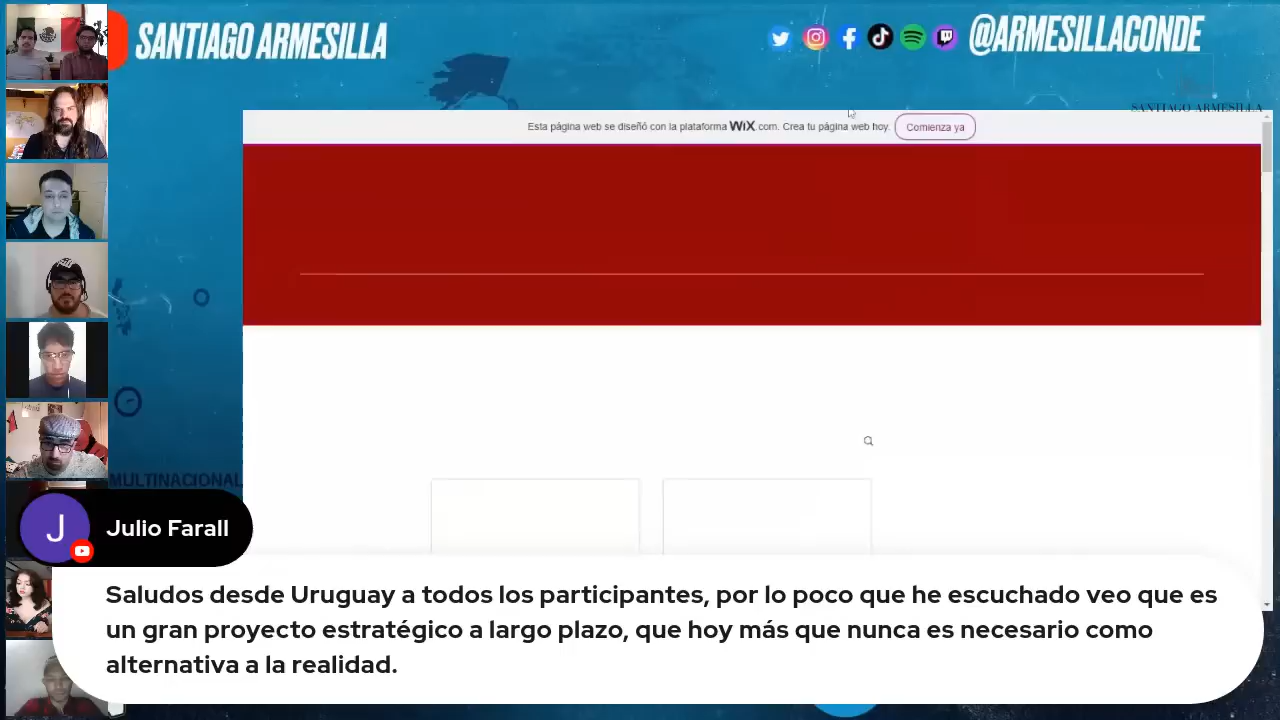 SANTIAGO ARMESILLA
@ARMESILLACONDE
SANTIAGO ARMESILLA
Esta página web se diseñó con la plataforma WiX.com. Crea tu página web hoy.
Comienza ya
MULTINACIONAL
J
Julio Farall
Saludos desde Uruguay a todos los participantes, por lo poco que he escuchado veo que es
un gran proyecto estratégico a largo plazo, que hoy más que nunca es necesario como
alternativa a la realidad.